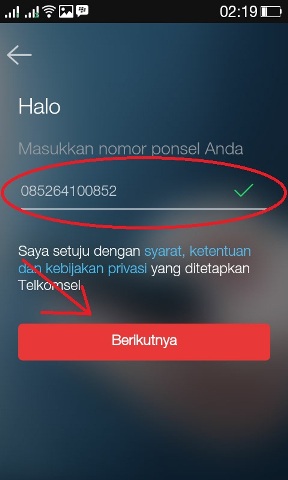 02:19
Halo
Masukkan nomor ponsel Anda
085264100852
Saya setuju dengan syarat, ketentuan
dan kebijakan privasi yang ditetapkan
Telkomsel
Berikutnya